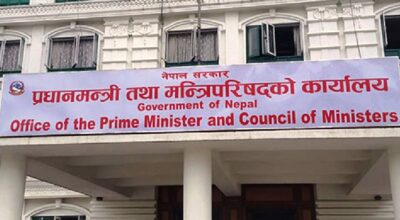 नेपाल सरकार
प्रधानमन्त्री तथा मन्त्रिपरिषद्को कार्यालय
Government of Nepal
Office of the Prime Minister and Council of Ministers